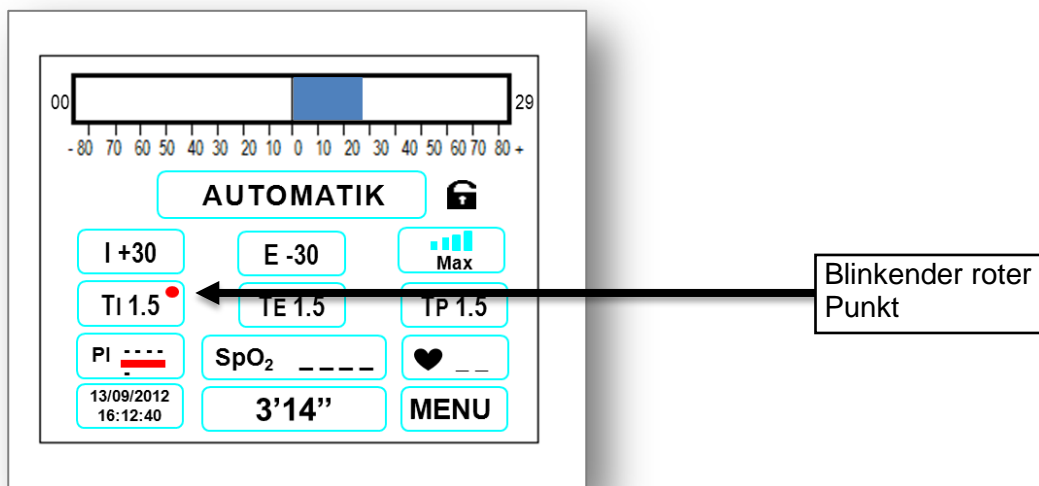 00 29
- 80 70 60 50 40 30 20 10 0 10 20 30 40 50 60 70 80 +
AUTOMATIK
I +30 E -30 Max
TI 1.5 TE 1.5 TP 1.5
PI - - - - - SpO₂ _ _ _ _ _ _
13/09/2012
16:12:40
3’14’’ MENU
Blinkender roter
Punkt